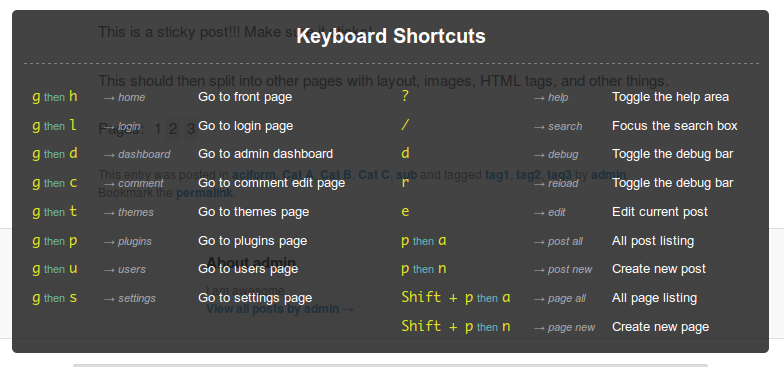 This is a sticky post!!! Make sure it sticks!
Keyboard Shortcuts
This should then split into other pages with layout, images, HTML tags, and other things.
g then h → home Go to front page ? → help Toggle the help area
g then l → login Go to login page / → search Focus the search box
Pages: 1 2 3
g then d → dashboard Go to admin dashboard d → debug Toggle the debug bar
This entry was posted in aciform, Cat A, Cat B, Cat C, sub and tagged tag1, tag2, tag3 by admin.
g then c → comment Go to comment edit page r → reload Toggle the debug bar
Bookmark the permalink.
g then t → themes Go to themes page e → edit Edit current post
g then p → plugins Go to plugins page p then a → post all All post listing
About admin
g then u → users Go to users page p then n → post new Create new post
I am awesome
g then s → settings Go to settings page Shift + p then a → page all All page listing
View all posts by admin →
Shift + p then n → page new Create new page